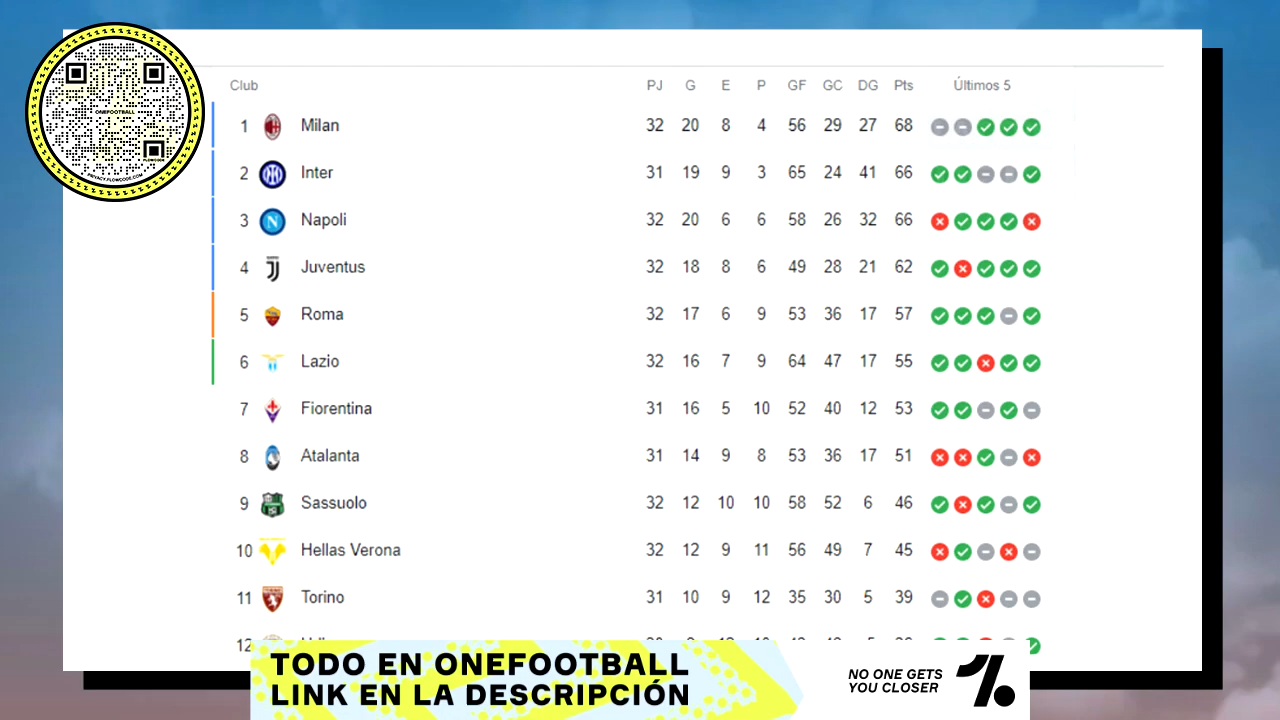 ONEFOOTBALL
FLOWCODE
PRIVACY.FLOWCODE.COM
Club PJ G E P GF GC DG Pts Últimos 5
1 Milan 32 20 8 4 56 29 27 68
2 Inter 31 19 9 3 65 24 41 66
3 Napoli 32 20 6 6 58 26 32 66
4 Juventus 32 18 8 6 49 28 21 62
5 Roma 32 17 6 9 53 36 17 57
6 Lazio 32 16 7 9 64 47 17 55
7 Fiorentina 31 16 5 10 52 40 12 53
8 Atalanta 31 14 9 8 53 36 17 51
9 Sassuolo 32 12 10 10 58 52 6 46
10 Hellas Verona 32 12 9 11 56 49 7 45
11 Torino 31 10 9 12 35 30 5 39
12
TODO EN ONEFOOTBALL
LINK EN LA DESCRIPCIÓN
NO ONE GETS
YOU CLOSER